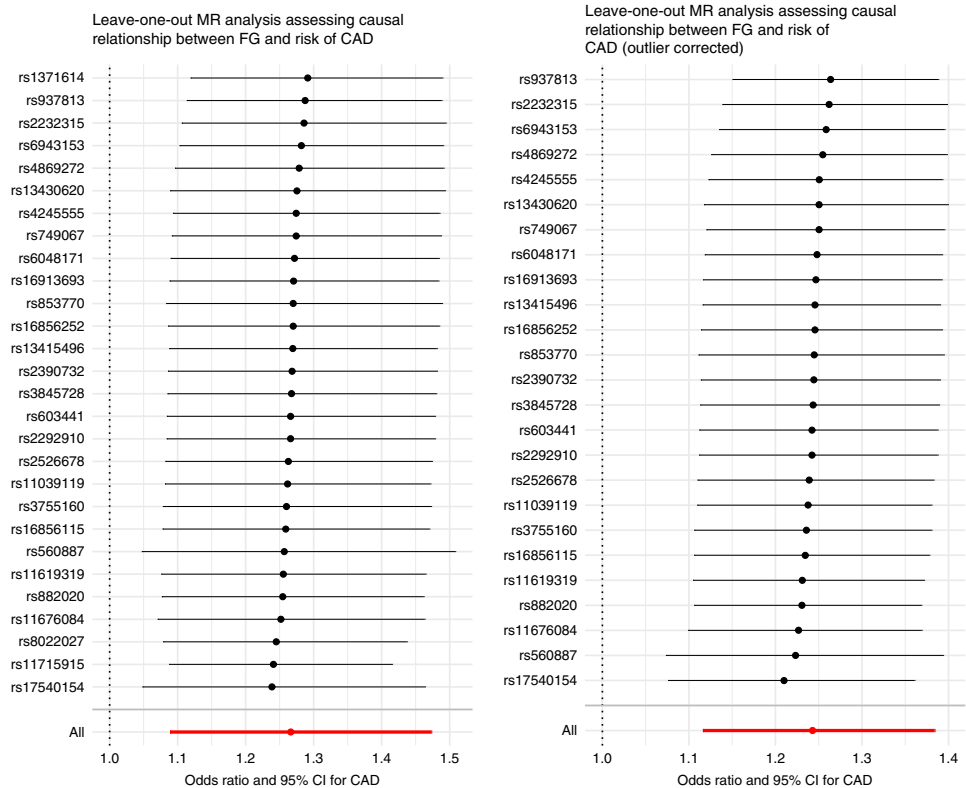 Leave-one-out MR analysis assessing causal
relationship between FG and risk of CAD
rs1371614
rs937813
rs2232315
rs6943153
rs4869272
rs13430620
rs4245555
rs749067
rs6048171
rs16913693
rs853770
rs16856252
rs13415496
rs2390732
rs3845728
rs603441
rs2292910
rs2526678
rs11039119
rs3755160
rs16856115
rs560887
rs11619319
rs882020
rs11676084
rs8022027
rs11715915
rs17540154
All
1.0 1.1 1.2 1.3 1.4 1.5
Odds ratio and 95% CI for CAD
Leave-one-out MR analysis assessing causal
relationship between FG and risk of
CAD (outlier corrected)
rs937813
rs2232315
rs6943153
rs4869272
rs4245555
rs13430620
rs749067
rs6048171
rs16913693
rs13415496
rs16856252
rs853770
rs2390732
rs3845728
rs603441
rs2292910
rs2526678
rs11039119
rs3755160
rs16856115
rs11619319
rs882020
rs11676084
rs560887
rs17540154
All
1.0 1.1 1.2 1.3 1.4
Odds ratio and 95% CI for CAD